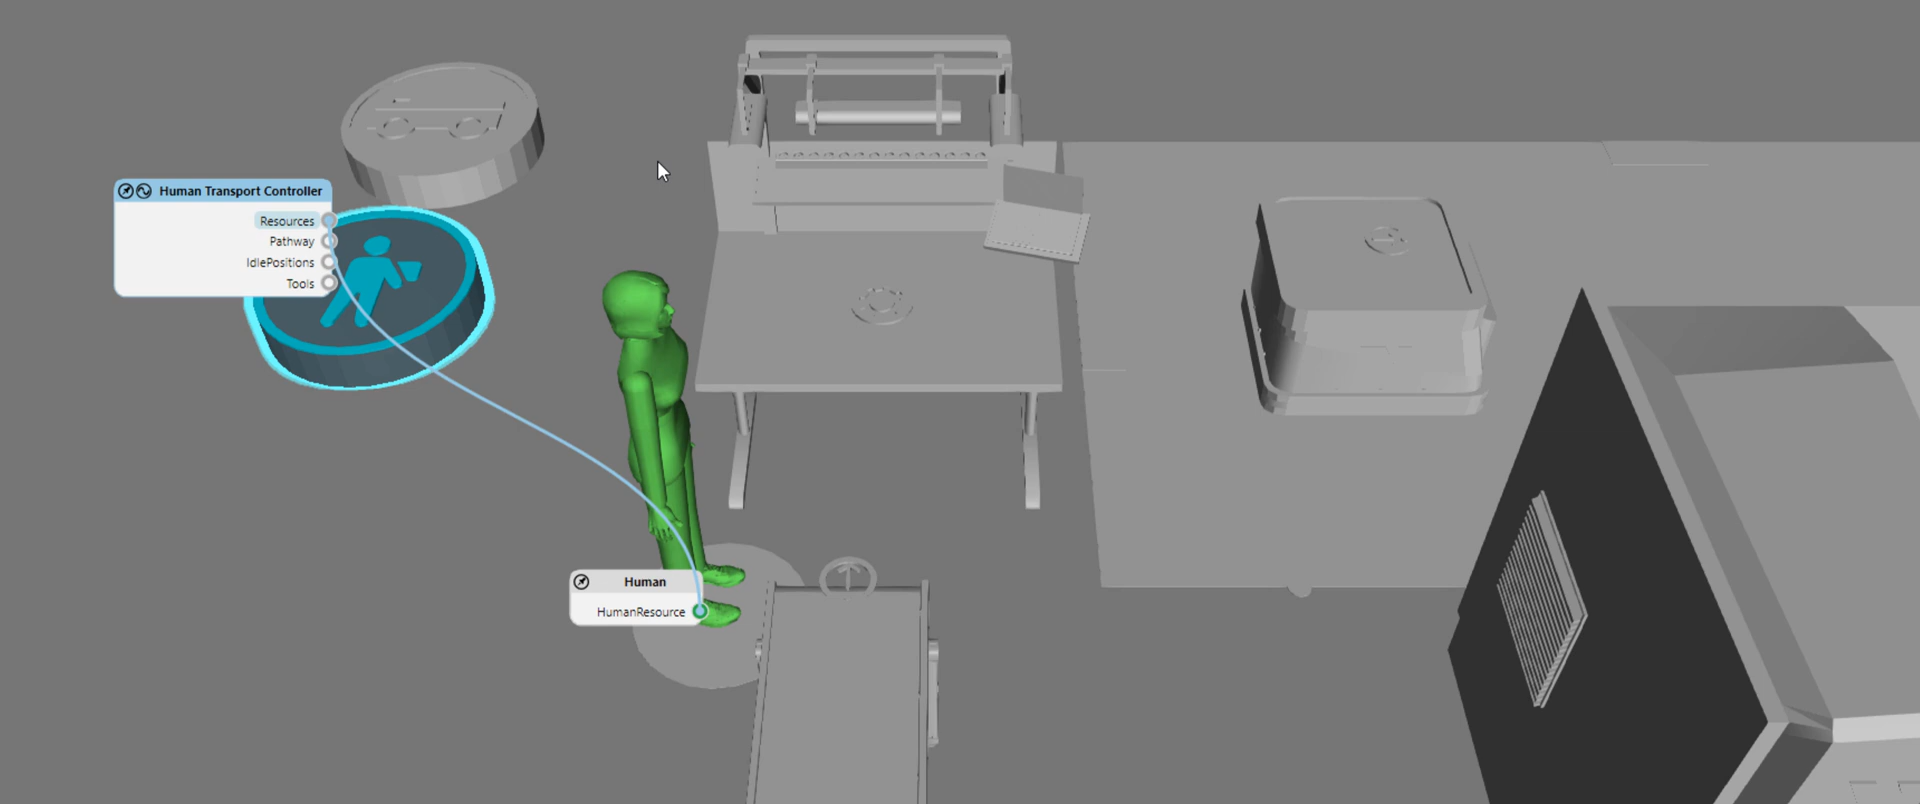 Human Transport Controller
Resources
Pathway
IdlePositions
Tools
Human
HumanResource